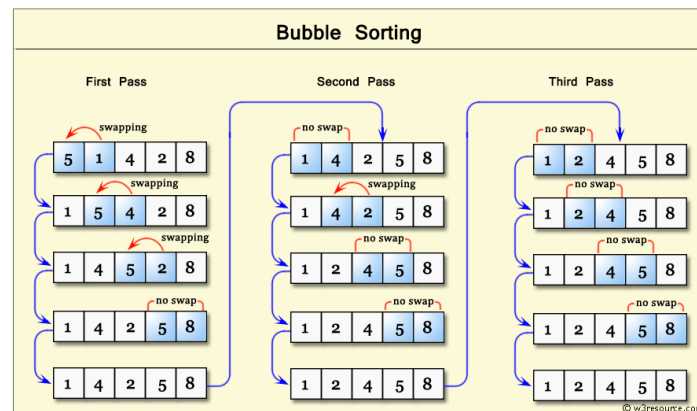 Bubble Sorting
First Pass
Second Pass
Third Pass
swapping
5 1 4 2 8
swapping
1 5 4 2 8
swapping
1 4 5 2 8
no swap
1 4 2 5 8
1 4 2 5 8
no swap
1 4 2 5 8
swapping
1 4 2 5 8
no swap
1 2 4 5 8
no swap
1 2 4 5 8
1 2 4 5 8
no swap
1 2 4 5 8
no swap
1 2 4 5 8
no swap
1 2 4 5 8
no swap
1 2 4 5 8
1 2 4 5 8
© w3resource.com